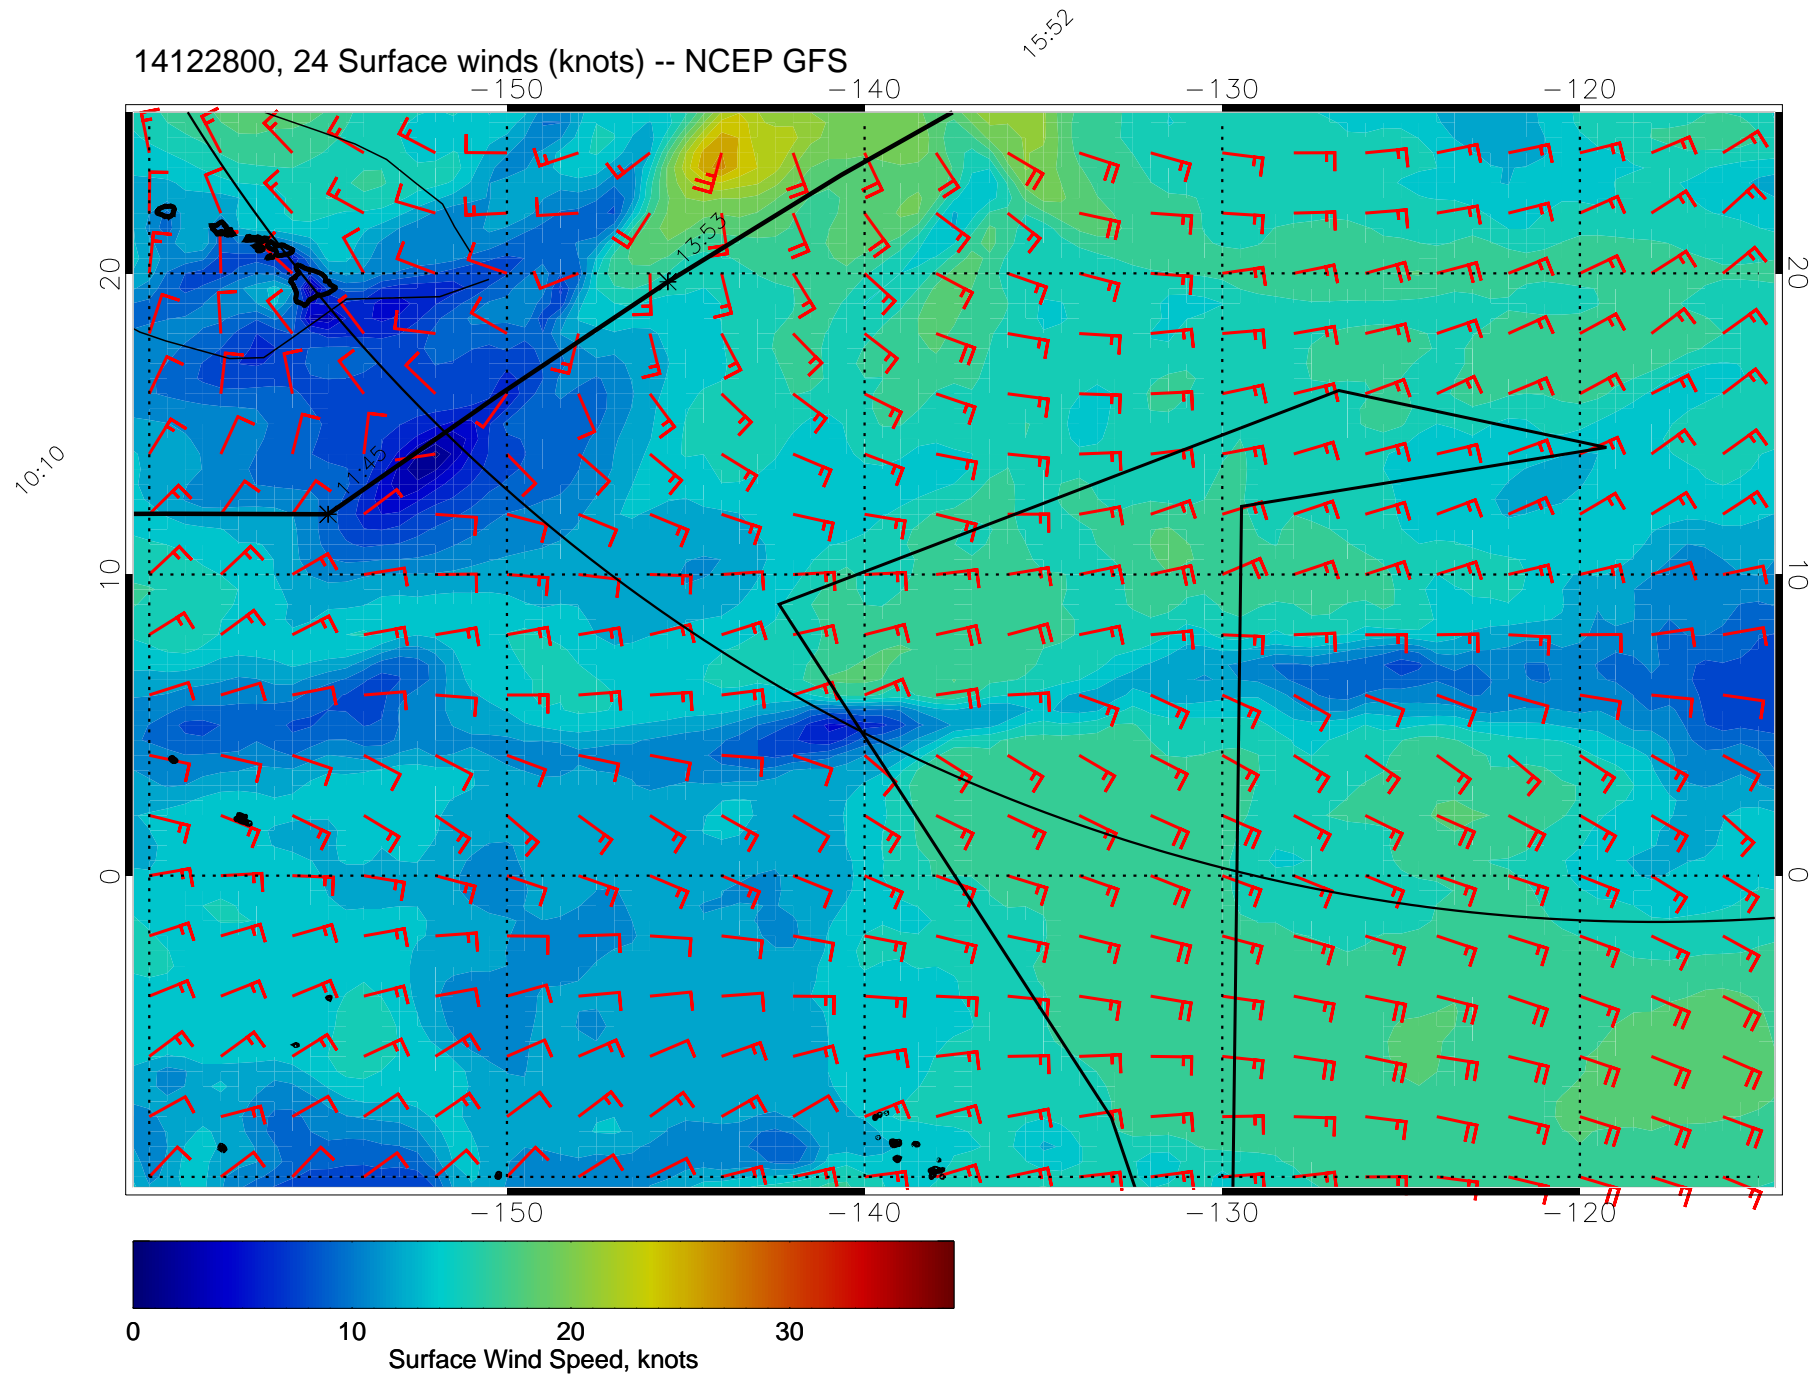 15:52
14122800, 24 Surface winds (knots) -- NCEP GFS
-150 -140 -130 -120
13:53
20 20
11:45
10:10
10 10
0 0
-150 -140 -130 -120
0 10 20 30
Surface Wind Speed, knots